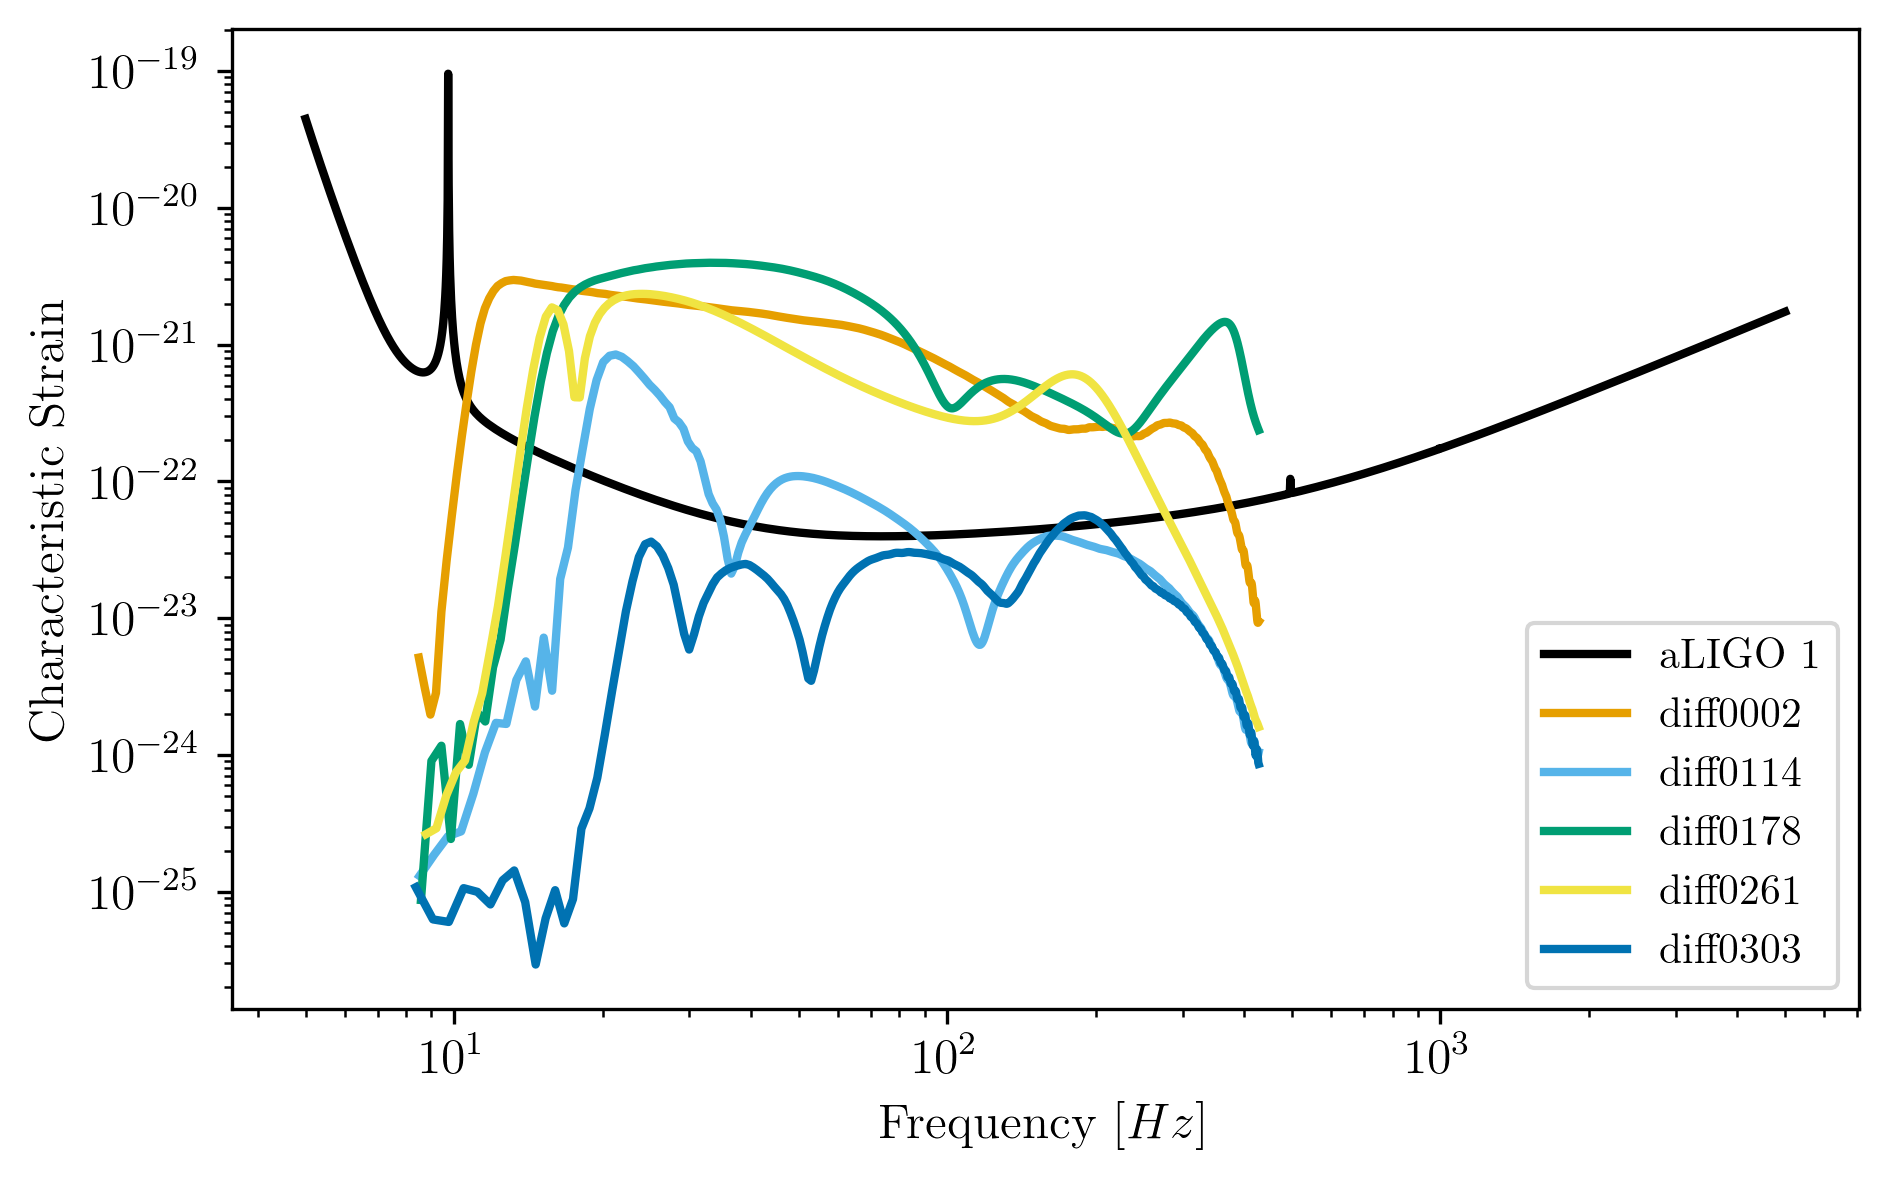 10^{-19}
10^{-20}
10^{-21}
10^{-22}
10^{-23}
10^{-24}
10^{-25}
Characteristic Strain
aLIGO 1
diff0002
diff0114
diff0178
diff0261
diff0303
10^1 10^2 10^3
Frequency [Hz]